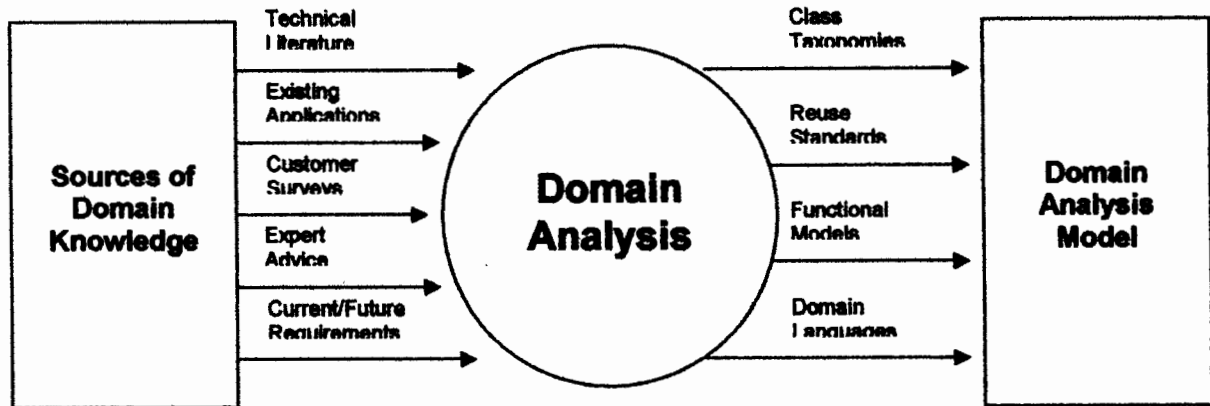 Sources of
Domain
Knowledge
Technical
Literature
Existing
Applications
Customer
Surveys
Expert
Advice
Current/Future
Requirements
Domain
Analysis
Class
Taxonomies
Reuse
Standards
Functional
Models
Domain
Languages
Domain
Analysis
Model